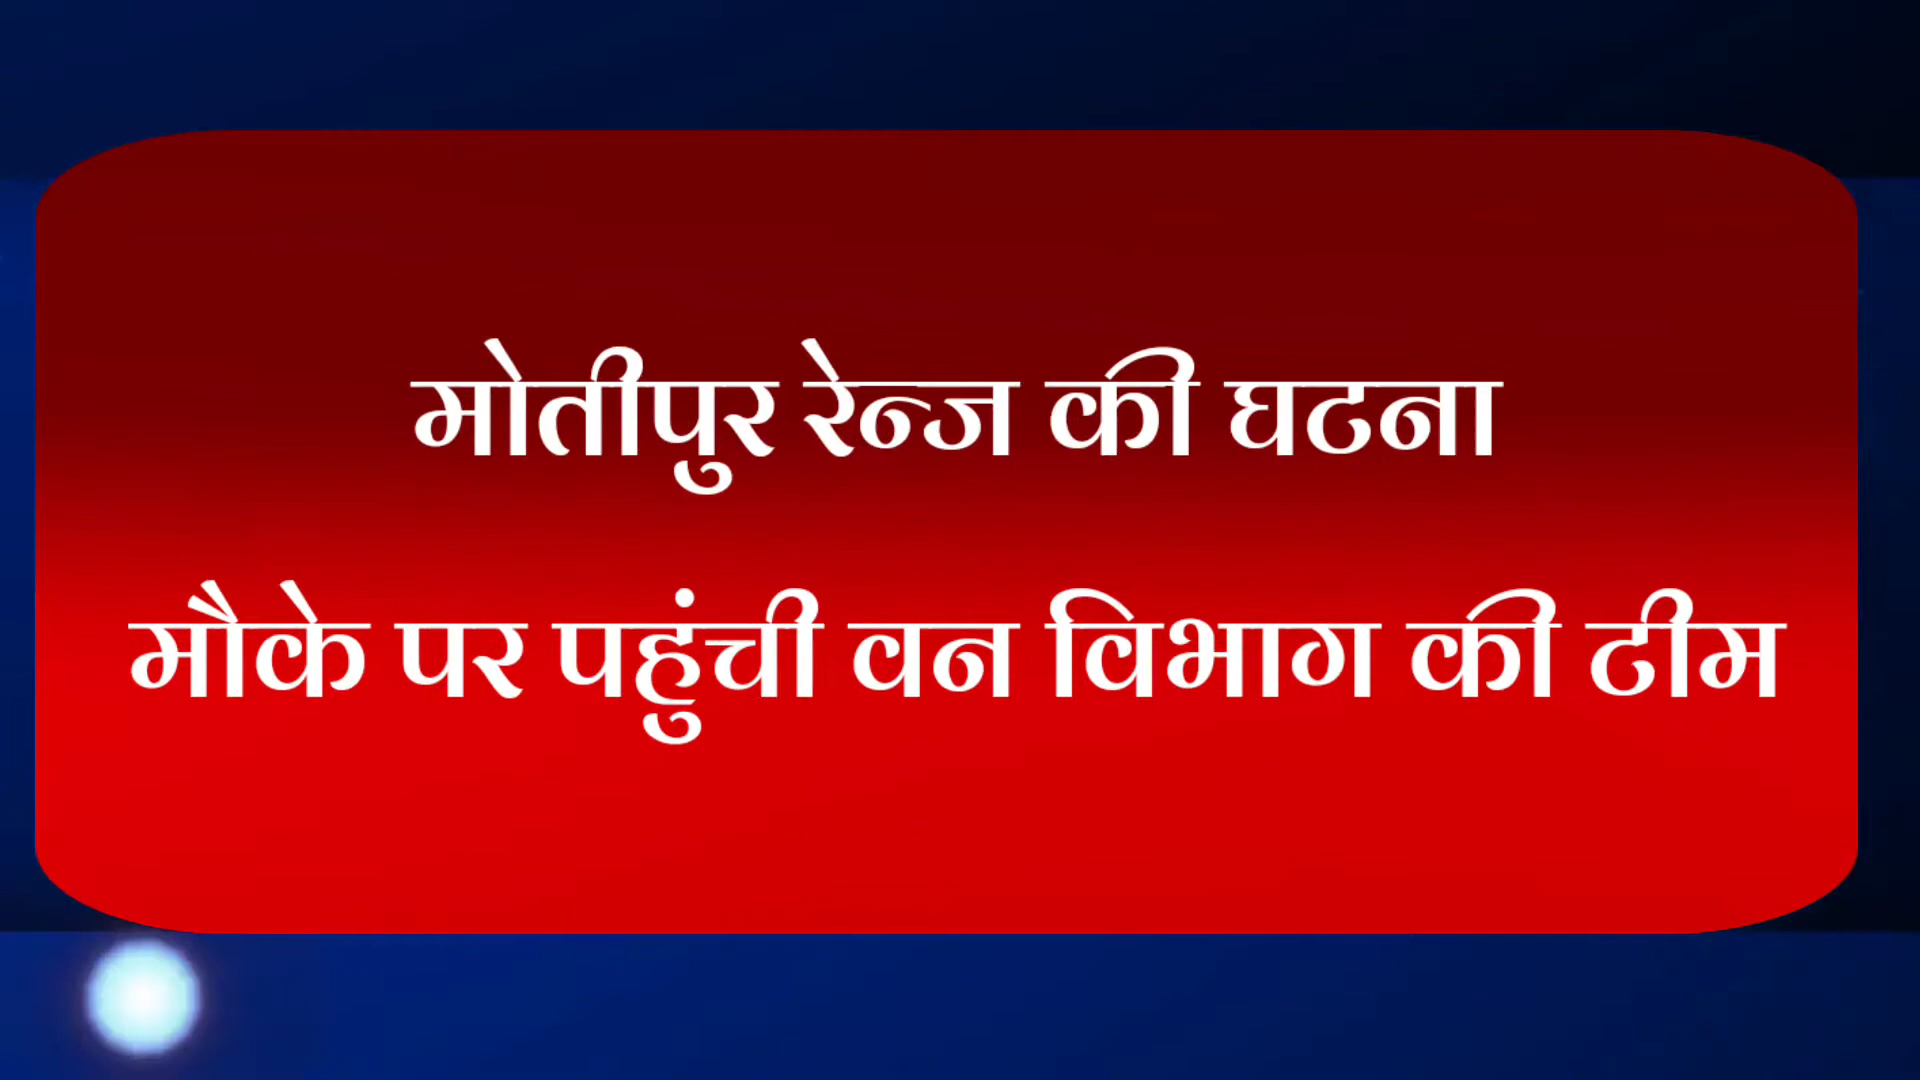 मोतीपुर रेन्ज की घटना
मौके पर पहुंची वन विभाग की टीम